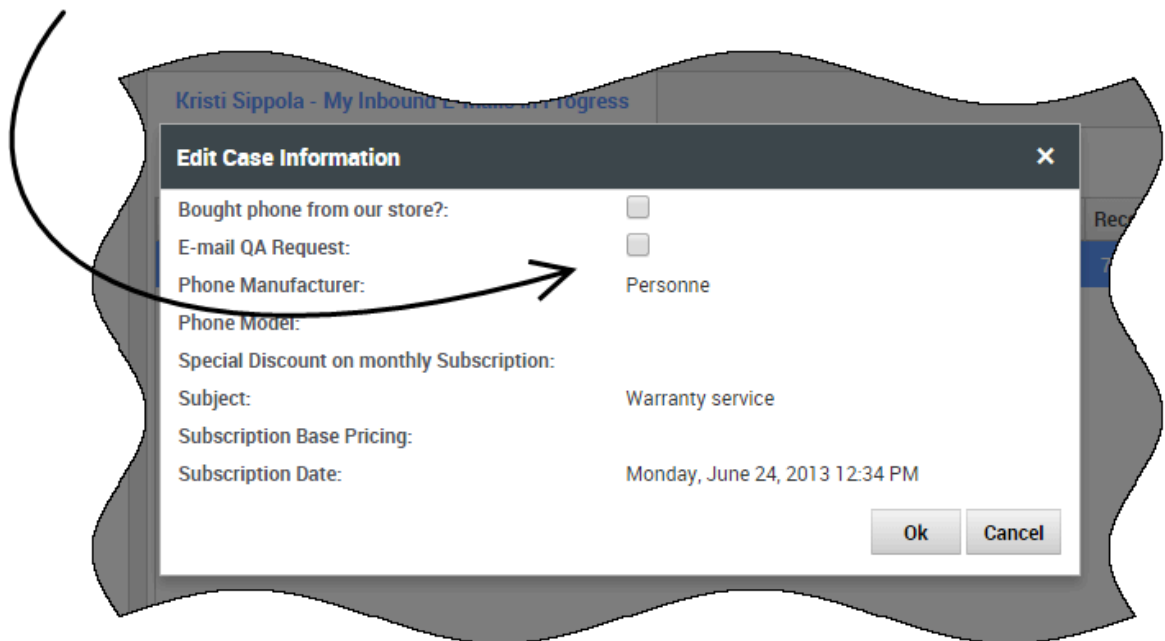 Kristi Sippola - My Inbound E-Mails In Progress
Edit Case Information
Bought phone from our store?:
Rec
E-mail QA Request:
7
Phone Manufacturer: Personne
Phone Model:
Special Discount on monthly Subscription:
Subject: Warranty service
Subscription Base Pricing:
Subscription Date: Monday, June 24, 2013 12:34 PM
Ok Cancel